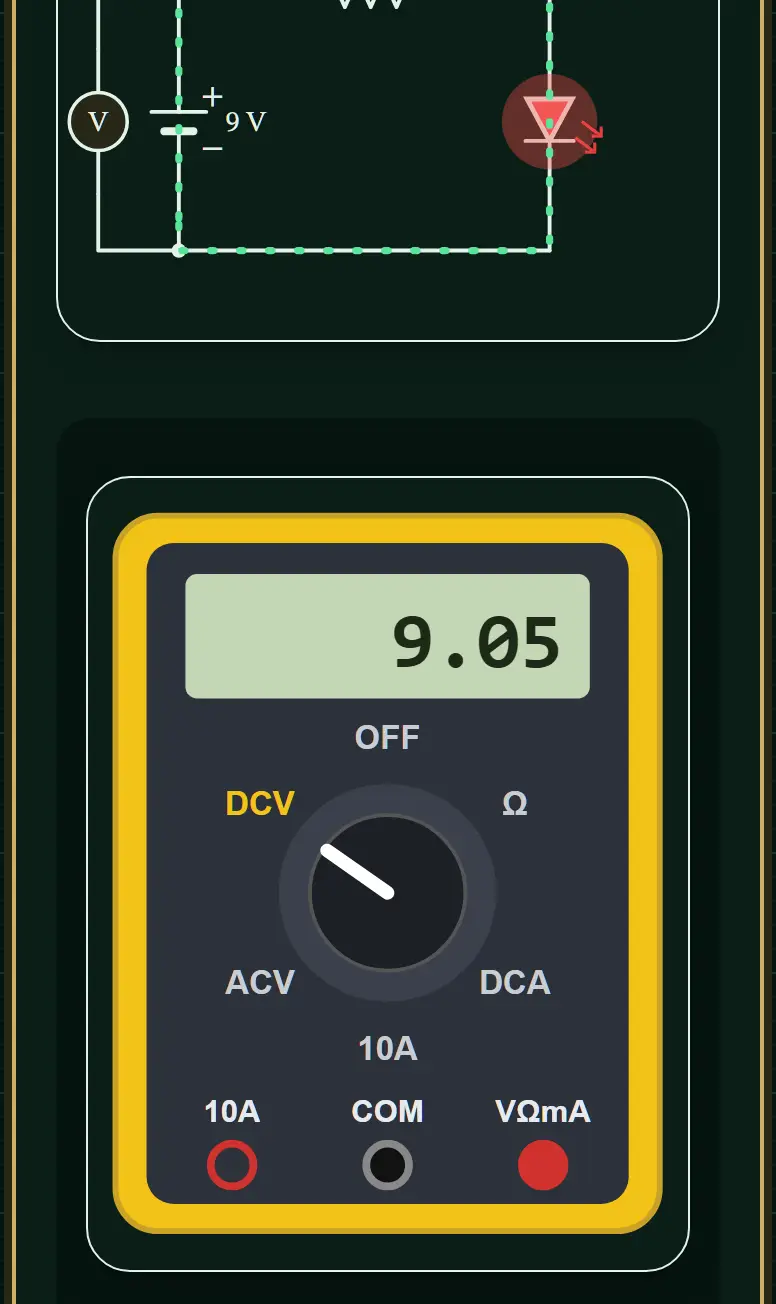 +
V
9 V
−
9.05
OFF
DCV Ω
ACV DCA
10A
10A COM VΩmA